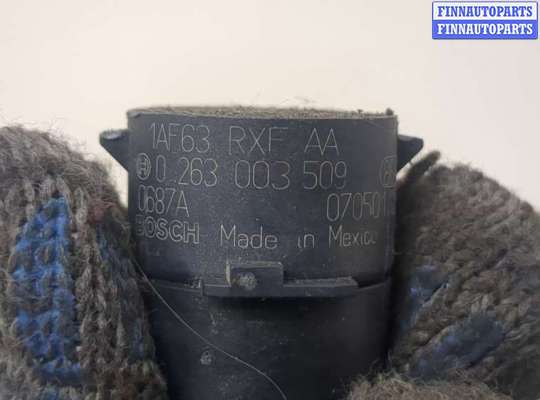 FINNAUTOPARTS
FINNAUTOPARTS
1AF63 RXF AA
0 263 003 509
0687A 070501
BOSCH Made in Mexico